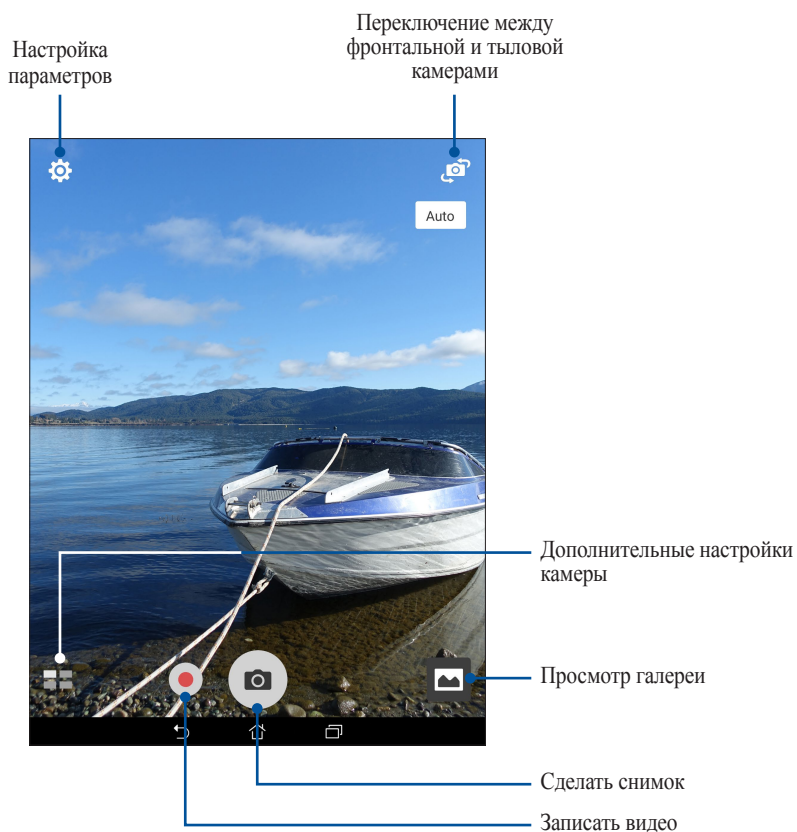 Переключение между
фронтальной и тыловой
камерами
Настройка
параметров
Auto
Дополнительные настройки
камеры
Просмотр галереи
Сделать снимок
Записать видео